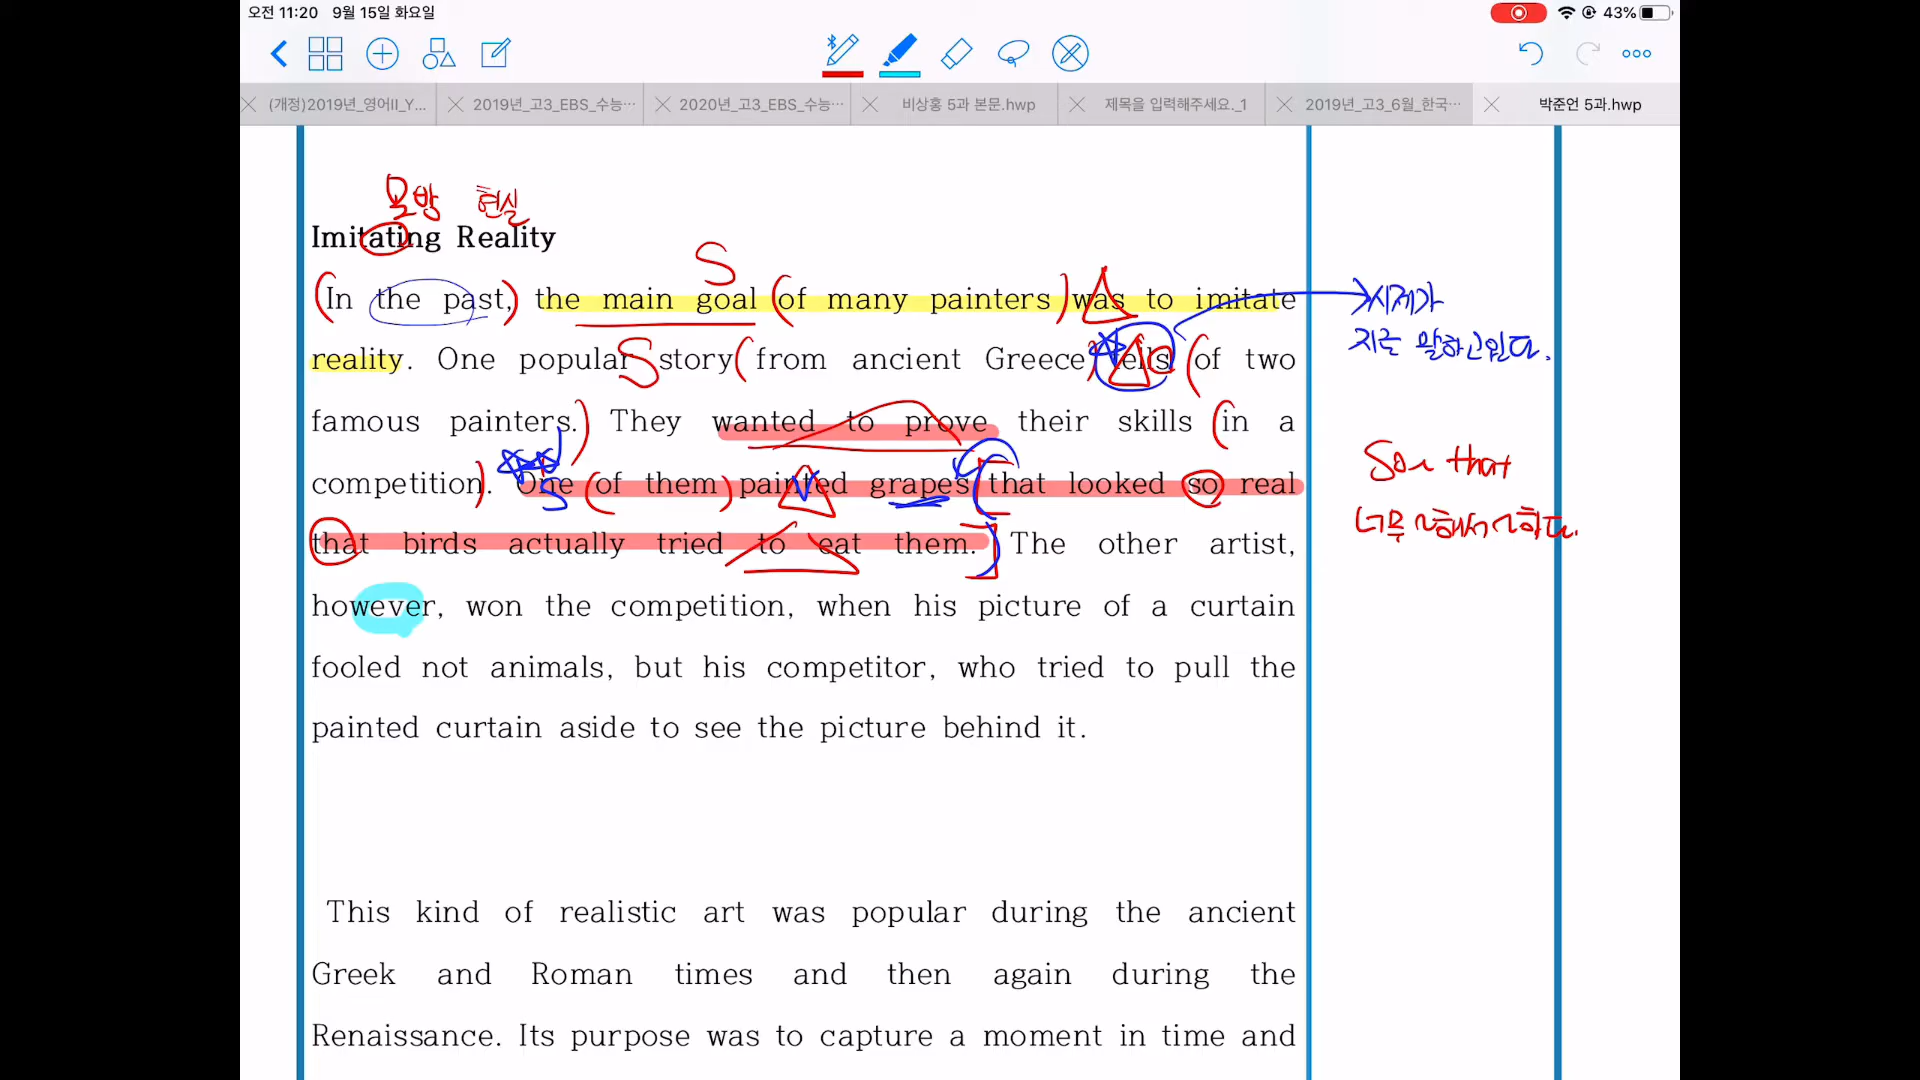 오전 11:20 9월 15일 화요일
43%
(개정)2019년_영어II_Y...
2019년_고3_EBS_수능···
2020년_고3_EBS_수능···
비상홍 5과 본문.hwp
제목을 입력해주세요._1
2019년_고3_6월_한국···
박준언 5과.hwp
모방 현실
Imitating Reality
S
(In the past,) the main goal (of many painters) was to imitate
시제가
지금 말하고있다.
reality. One popular story (from ancient Greece) tells (of two
S
famous painters.) They wanted to prove their skills (in a
so~ that
competition). One (of them) painted grapes [that looked so real
S
V
너무 ~해서 ~하다.
that birds actually tried to eat them.] The other artist,
however, won the competition, when his picture of a curtain
fooled not animals, but his competitor, who tried to pull the
painted curtain aside to see the picture behind it.
This kind of realistic art was popular during the ancient
Greek and Roman times and then again during the
Renaissance. Its purpose was to capture a moment in time and